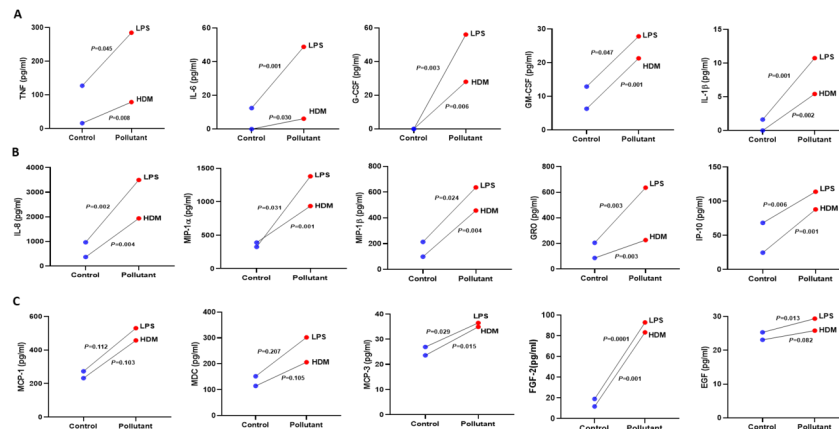 A
TNF (pg/ml)
300
200
100
0
P=0.045
P=0.008
LPS
HDM
Control Pollutant
IL-6 (pg/ml)
60
40
20
0
P=0.001
P=0.030
LPS
HDM
Control Pollutant
G-CSF (pg/ml)
60
40
20
0
P=0.003
P=0.006
LPS
HDM
Control Pollutant
GM-CSF (pg/ml)
30
20
10
0
P=0.047
P=0.001
LPS
HDM
Control Pollutant
IL-1β (pg/ml)
15
10
5
0
P=0.001
P=0.002
LPS
HDM
Control Pollutant
B
IL-8 (pg/ml)
4000
3000
2000
1000
0
P=0.002
P=0.004
LPS
HDM
Control Pollutant
MIP-1α (pg/ml)
1500
1000
500
0
P=0.031
P=0.001
LPS
HDM
Control Pollutant
MIP-1β (pg/ml)
800
600
400
200
0
P=0.024
P=0.004
LPS
HDM
Control Pollutant
GRO (pg/ml)
800
600
400
200
0
P=0.003
P=0.003
LPS
HDM
Control Pollutant
IP-10 (pg/ml)
150
100
50
0
P=0.006
P=0.001
LPS
HDM
Control Pollutant
C
MCP-1 (pg/ml)
600
400
200
0
P=0.112
P=0.103
LPS
HDM
Control Pollutant
MDC (pg/ml)
400
300
200
100
0
P=0.207
P=0.105
LPS
HDM
Control Pollutant
MCP-3 (pg/ml)
40
30
20
10
0
P=0.029
P=0.015
LPS
HDM
Control Pollutant
FGF-2(pg/ml)
100
80
60
40
20
0
P=0.0001
P=0.001
LPS
HDM
Control Pollutant
EGF (pg/ml)
30
20
10
0
P=0.013
P=0.082
LPS
HDM
Control Pollutant